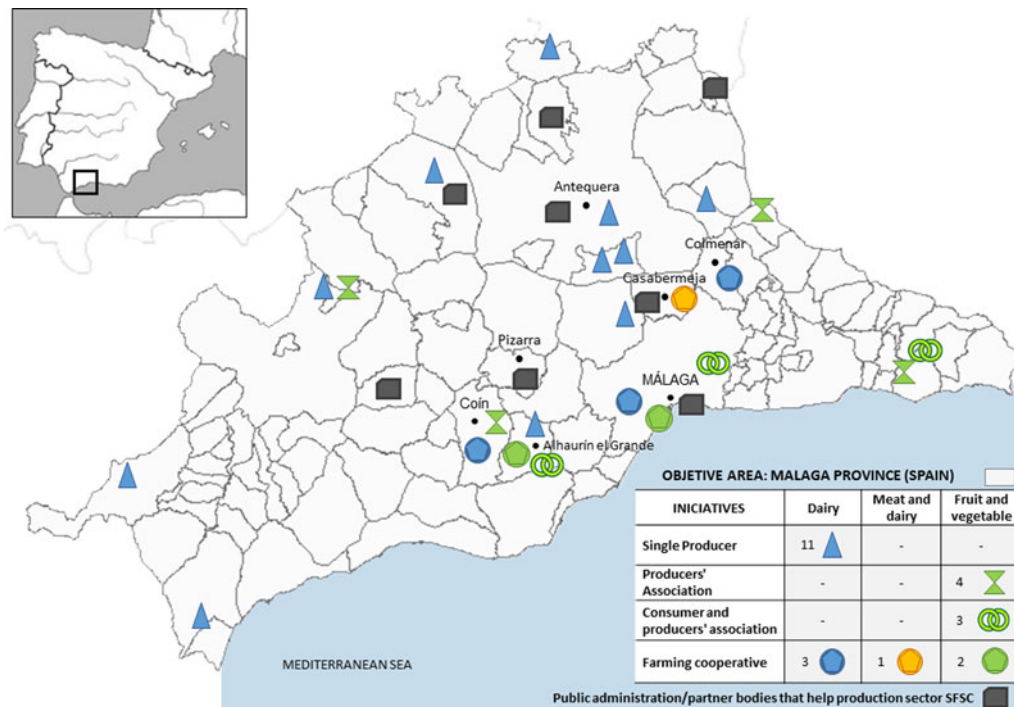 Antequera
Colmenar
Casabermeja
Pizarra
MÁLAGA
Coín
Alhaurín el Grande
MEDITERRANEAN SEA
OBJETIVE AREA: MALAGA PROVINCE (SPAIN)
INITIATIVES Dairy Meat and dairy Fruit and vegetable
Single Producer 11 - -
Producers' Association - - 4
Consumer and producers' association - - 3
Farming cooperative 3 1 2
Public administration/partner bodies that help production sector SFSC